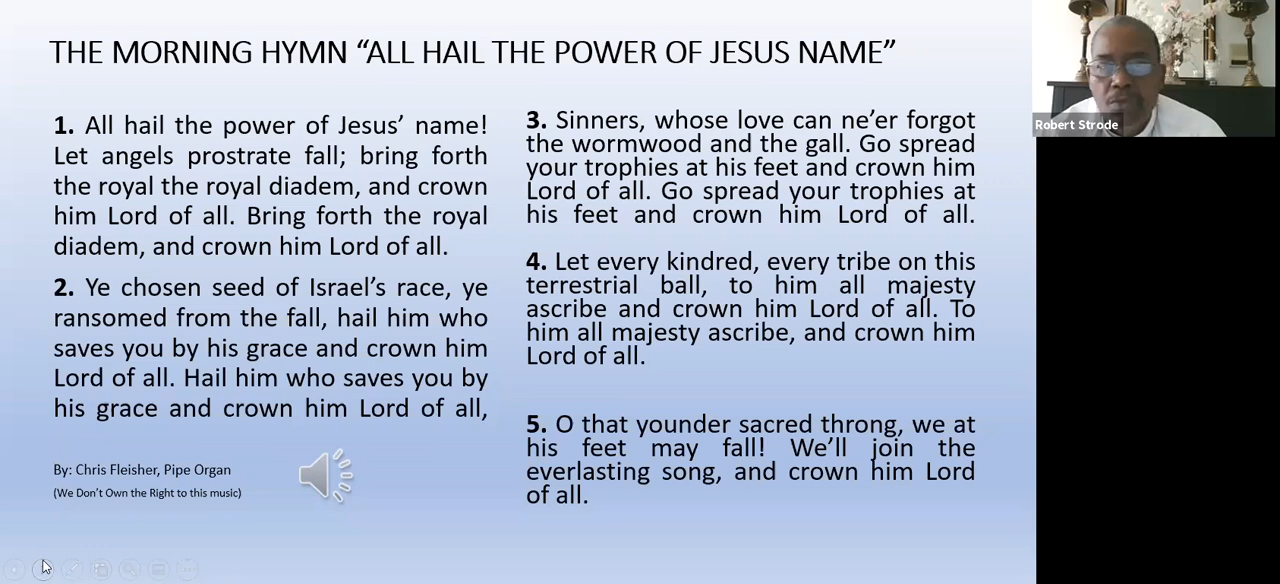 THE MORNING HYMN “ALL HAIL THE POWER OF JESUS NAME”
1. All hail the power of Jesus’ name!
Let angels prostrate fall; bring forth
the royal the royal diadem, and crown
him Lord of all. Bring forth the royal
diadem, and crown him Lord of all.
2. Ye chosen seed of Israel’s race, ye
ransomed from the fall, hail him who
saves you by his grace and crown him
Lord of all. Hail him who saves you by
his grace and crown him Lord of all,
By: Chris Fleisher, Pipe Organ
(We Don’t Own the Right to this music)
3. Sinners, whose love can ne’er forgot
the wormwood and the gall. Go spread
your trophies at his feet and crown him
Lord of all. Go spread your trophies at
his feet and crown him Lord of all.
4. Let every kindred, every tribe on this
terrestrial ball, to him all majesty
ascribe and crown him Lord of all. To
him all majesty ascribe, and crown him
Lord of all.
5. O that younder sacred throng, we at
his feet may fall! We’ll join the
everlasting song, and crown him Lord
of all.
Robert Strode